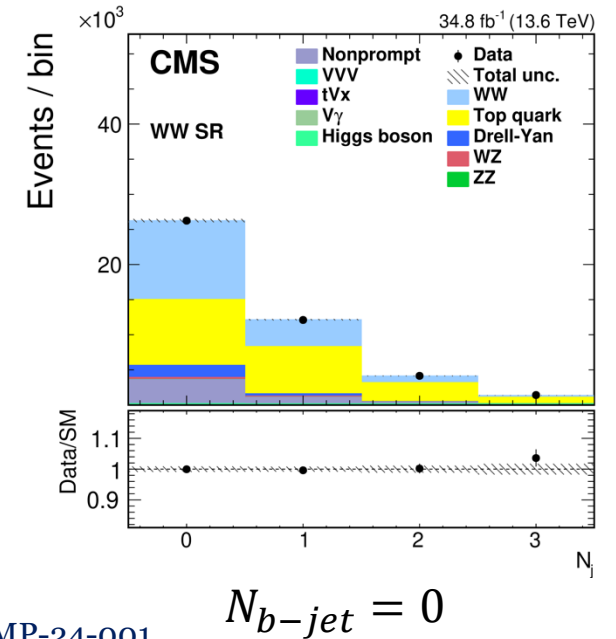 ×10³
34.8 fb⁻¹ (13.6 TeV)
Events / bin
CMS
WW SR
Nonprompt
VVV
tVx
Vγ
Higgs boson
Data
Total unc.
WW
Top quark
Drell-Yan
WZ
ZZ
40
20
Data/SM
1.1
1
0.9
0 1 2 3
N_j
N_{b-jet} = 0
MP-24-001